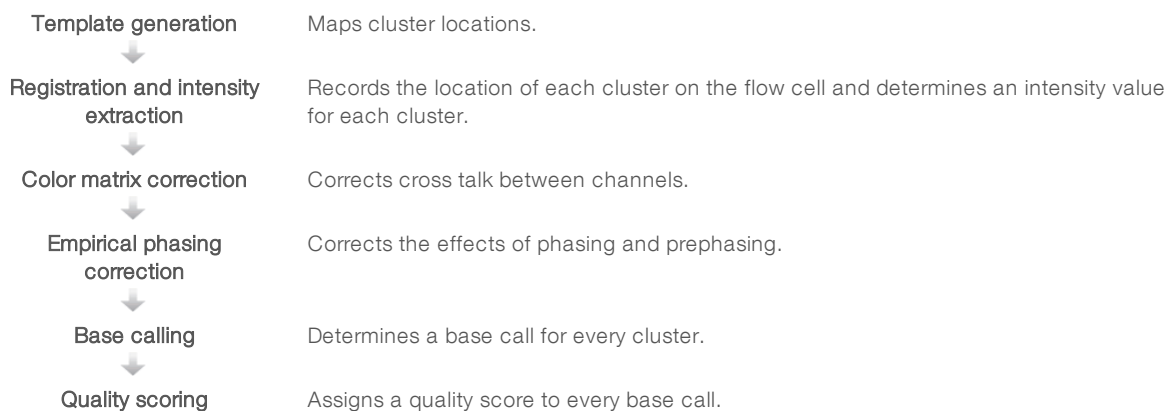 Template generation Maps cluster locations.
Registration and intensity Records the location of each cluster on the flow cell and determines an intensity value
extraction for each cluster.
Color matrix correction Corrects cross talk between channels.
Empirical phasing Corrects the effects of phasing and prephasing.
correction
Base calling Determines a base call for every cluster.
Quality scoring Assigns a quality score to every base call.